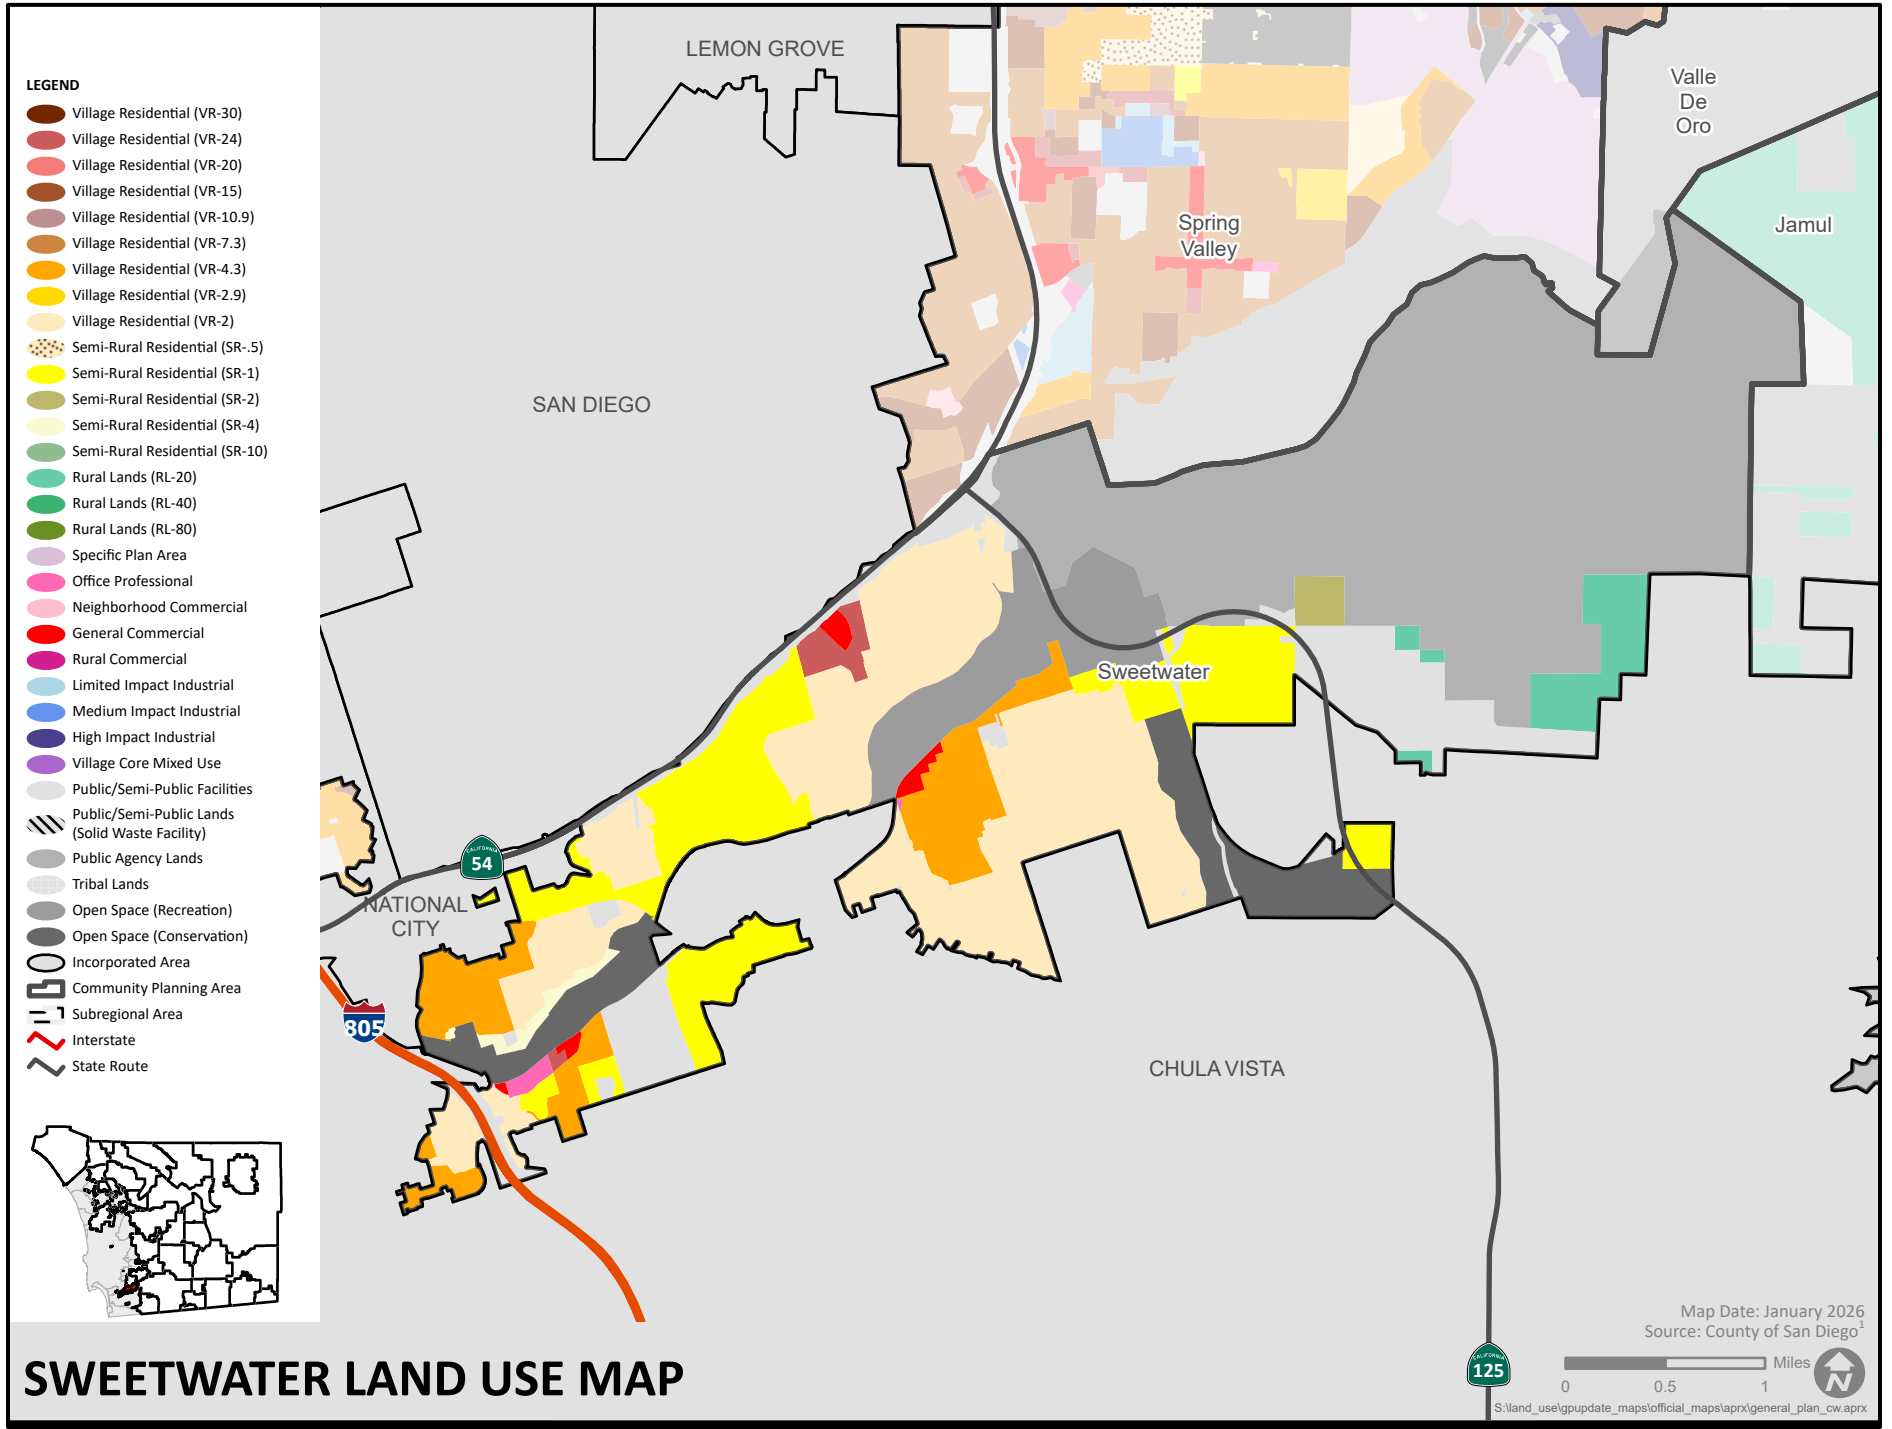 LEGEND
Village Residential (VR-30)
Village Residential (VR-24)
Village Residential (VR-20)
Village Residential (VR-15)
Village Residential (VR-10.9)
Village Residential (VR-7.3)
Village Residential (VR-4.3)
Village Residential (VR-2.9)
Village Residential (VR-2)
Semi-Rural Residential (SR-.5)
Semi-Rural Residential (SR-1)
Semi-Rural Residential (SR-2)
Semi-Rural Residential (SR-4)
Semi-Rural Residential (SR-10)
Rural Lands (RL-20)
Rural Lands (RL-40)
Rural Lands (RL-80)
Specific Plan Area
Office Professional
Neighborhood Commercial
General Commercial
Rural Commercial
Limited Impact Industrial
Medium Impact Industrial
High Impact Industrial
Village Core Mixed Use
Public/Semi-Public Facilities
Public/Semi-Public Lands
(Solid Waste Facility)
Public Agency Lands
Tribal Lands
Open Space (Recreation)
Open Space (Conservation)
Incorporated Area
Community Planning Area
Subregional Area
Interstate
State Route
LEMON GROVE
Valle
De
Oro
Spring
Valley
Jamul
SAN DIEGO
Sweetwater
CALIFORNIA
54
NATIONAL
CITY
805
CHULA VISTA
CALIFORNIA
125
Map Date: January 2026
Source: County of San Diego1
Miles
0 0.5 1
N
S:\land_use\gpupdate_maps\official_maps\aprx\general_plan_cw.aprx
SWEETWATER LAND USE MAP